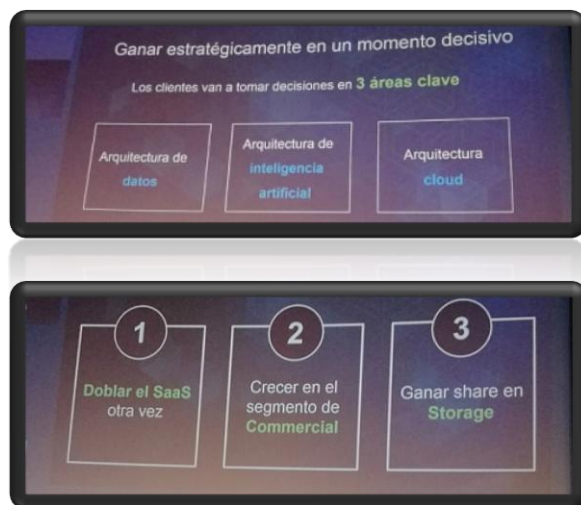 Ganar estratégicamente en un momento decisivo
Los clientes van a tomar decisiones en 3 áreas clave
Arquitectura de
datos
Arquitectura de
inteligencia
artificial
Arquitectura
cloud
1
Doblar el SaaS
otra vez
2
Crecer en el
segmento de
Commercial
3
Ganar share en
Storage